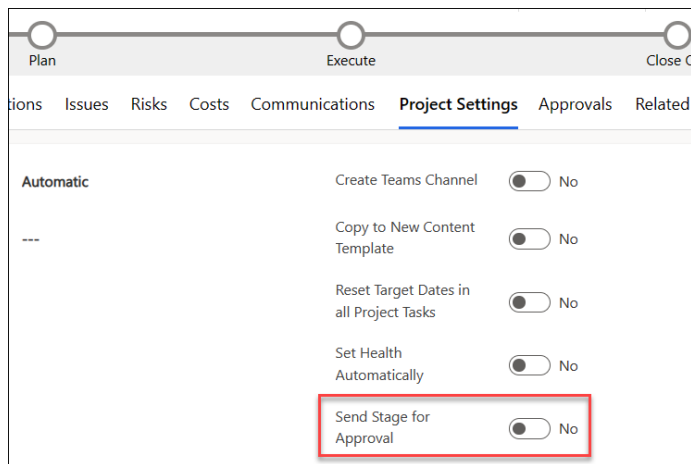 Plan Execute Close
Issues Risks Costs Communications Project Settings Approvals Related
Automatic
Create Teams Channel No
---
Copy to New Content
Template
No
Reset Target Dates in
all Project Tasks
No
Set Health
Automatically
No
Send Stage for
Approval
No